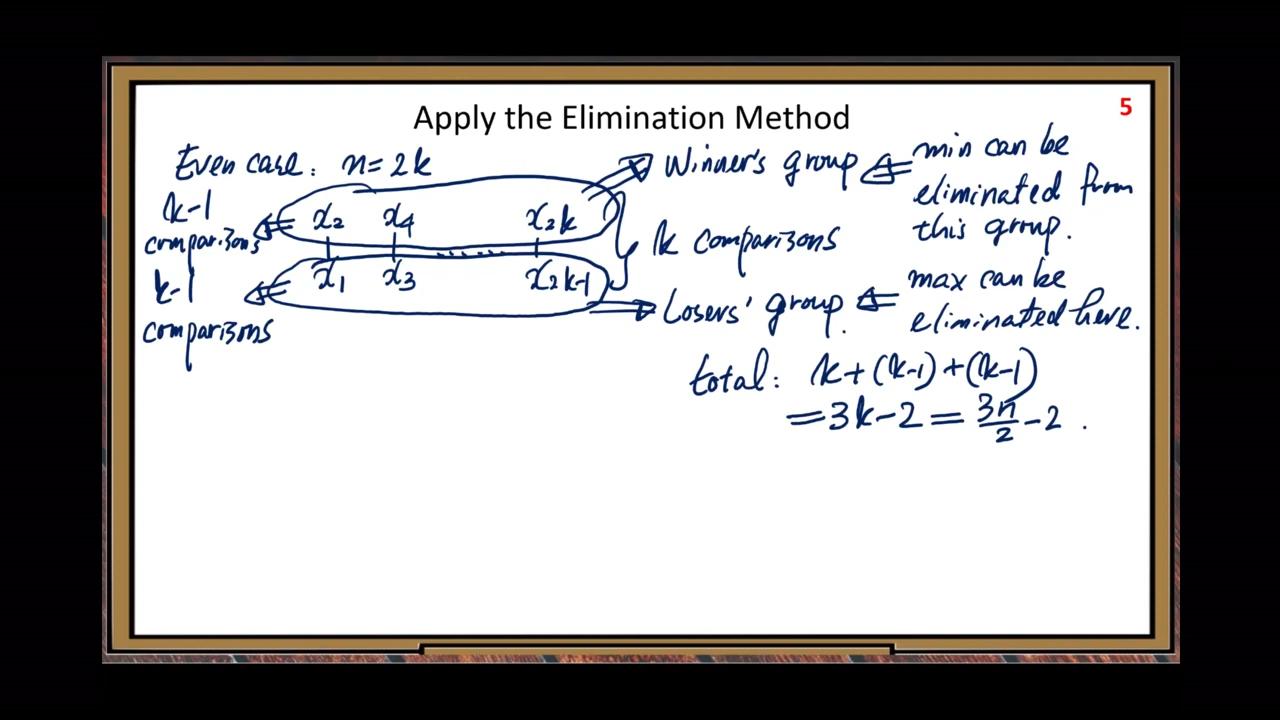 Apply the Elimination Method
5
Even case: n=2k
k-1
comparisons
x2 x4 x2k
x1 x3 ...... x2k-1
k-1
comparisons
Winner's group
min can be
eliminated from
this group.
k comparisons
Losers' group.
max can be
eliminated here.
total: k+(k-1)+(k-1)
=3k-2=3n/2-2.